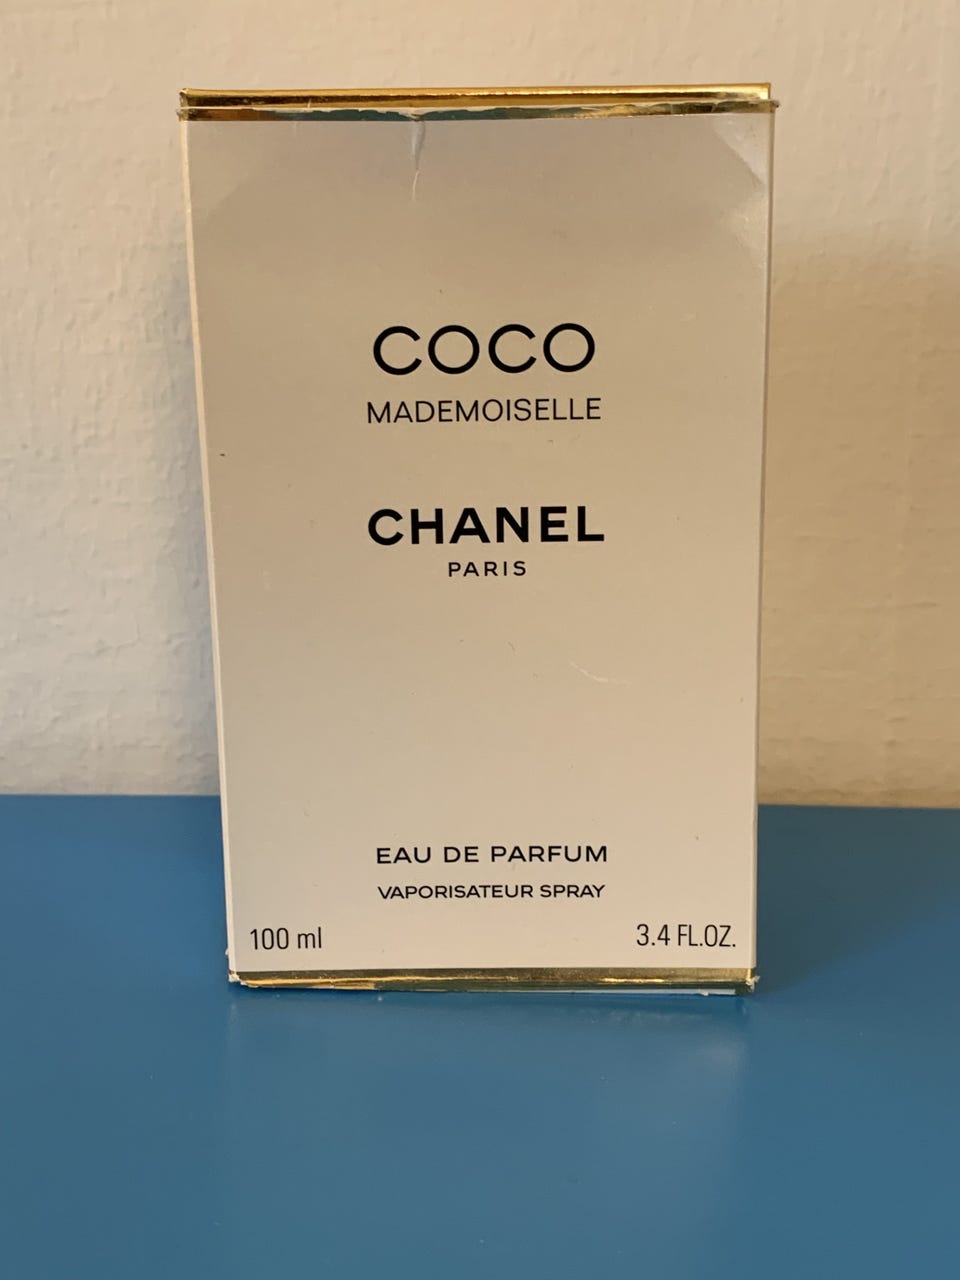 COCO
MADEMOISELLE
CHANEL
PARIS
EAU DE PARFUM
VAPORISATEUR SPRAY
100 ml 3.4 FL.OZ.